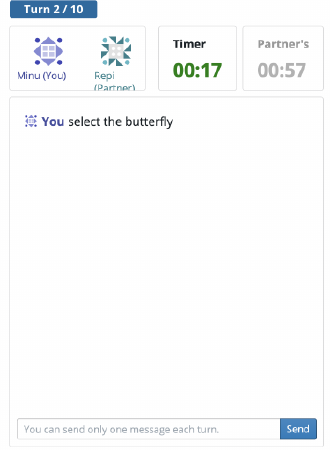 Turn 2 / 10
Minu (You)
Repi
(Partner)
Timer
00:17
Partner's
00:57
You select the butterfly
You can send only one message each turn.
Send